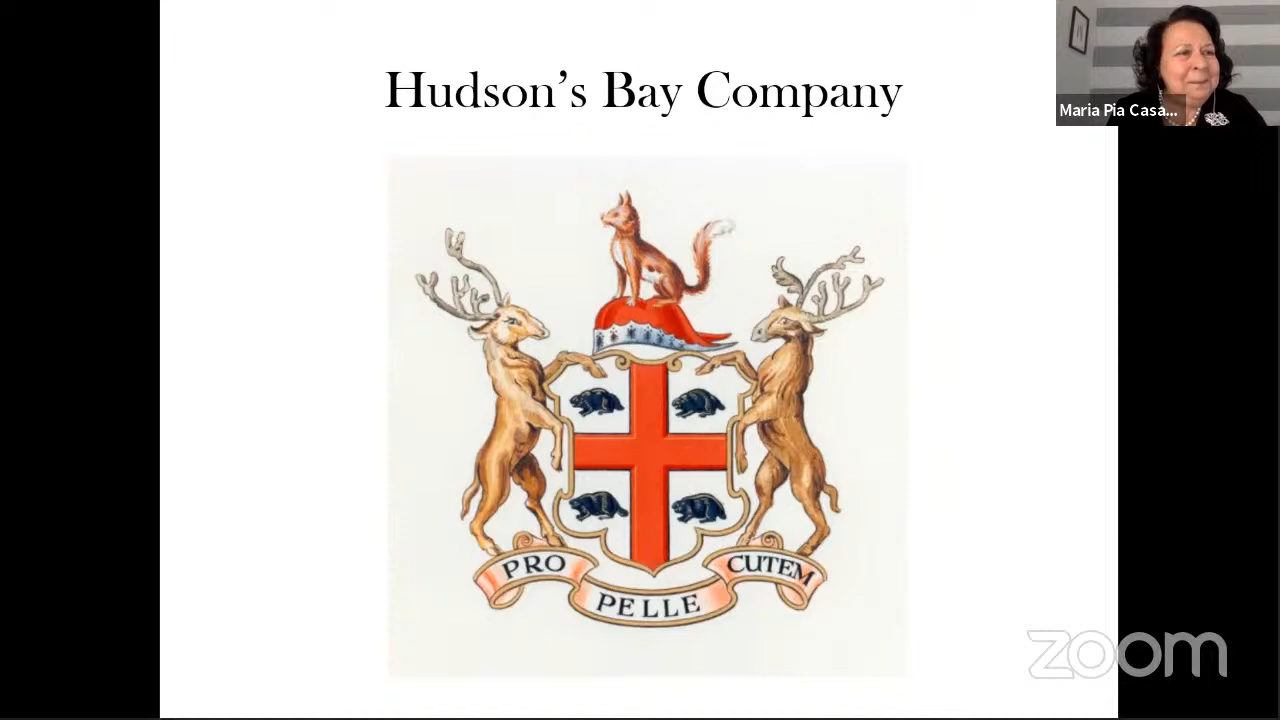 Hudson’s Bay Company
Maria Pia Casa...
PRO
PELLE
CUTEM
zoom